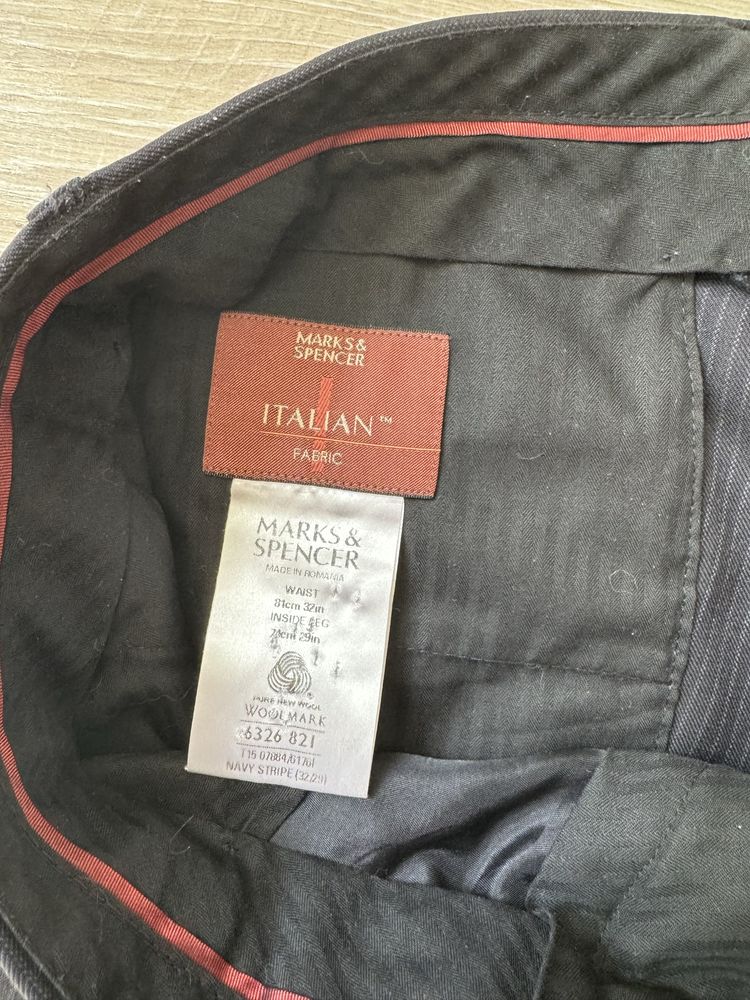 MARKS &
SPENCER
ITALIAN™
FABRIC
MARKS &
SPENCER
MADE IN ROMANIA
WAIST
81cm 32in
INSIDE LEG
74cm 29in
PURE NEW WOOL
WOOLMARK
6326 821
NAVY STRIPE (32/29)